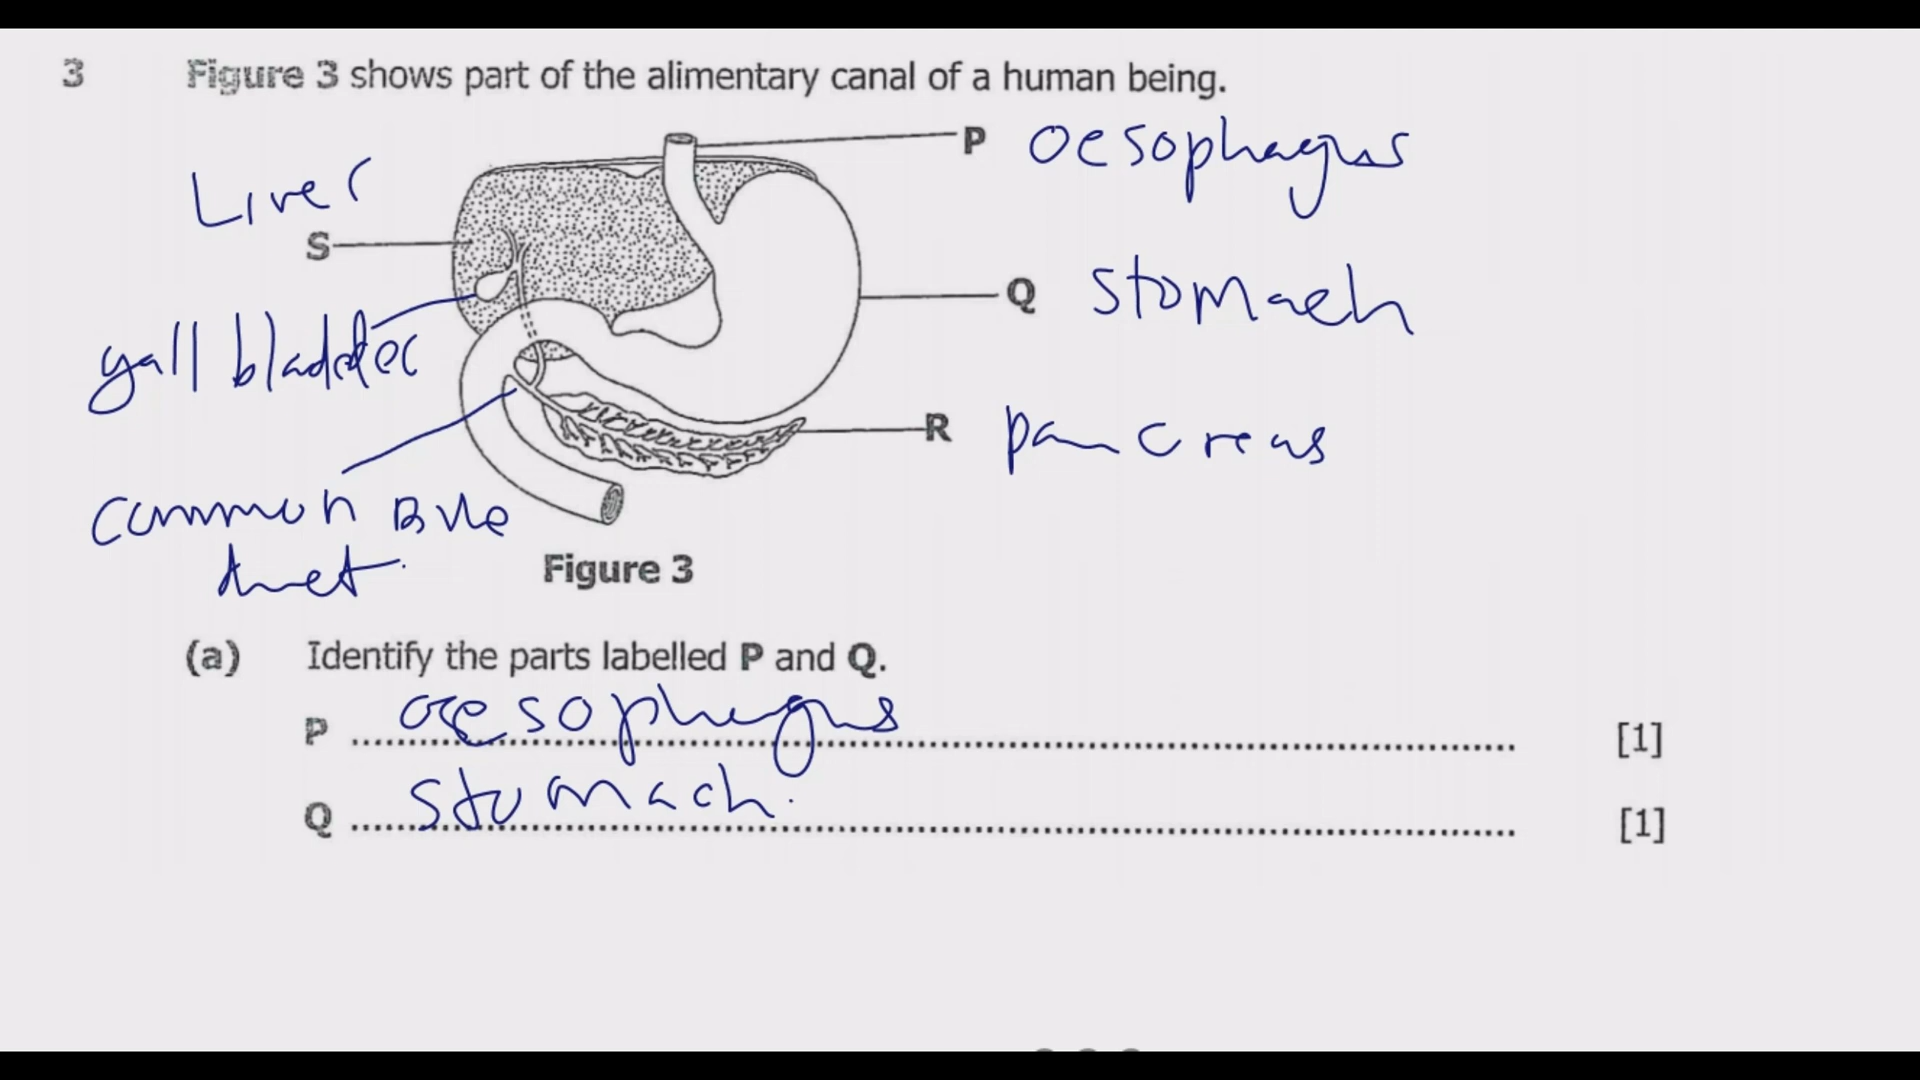 3 Figure 3 shows part of the alimentary canal of a human being.
P oesophagus
Liver
S
Q stomach
gall bladder
R pancreas
common Bile
duct.
Figure 3
(a) Identify the parts labelled P and Q.
P oesophagus [1]
Q stomach. [1]